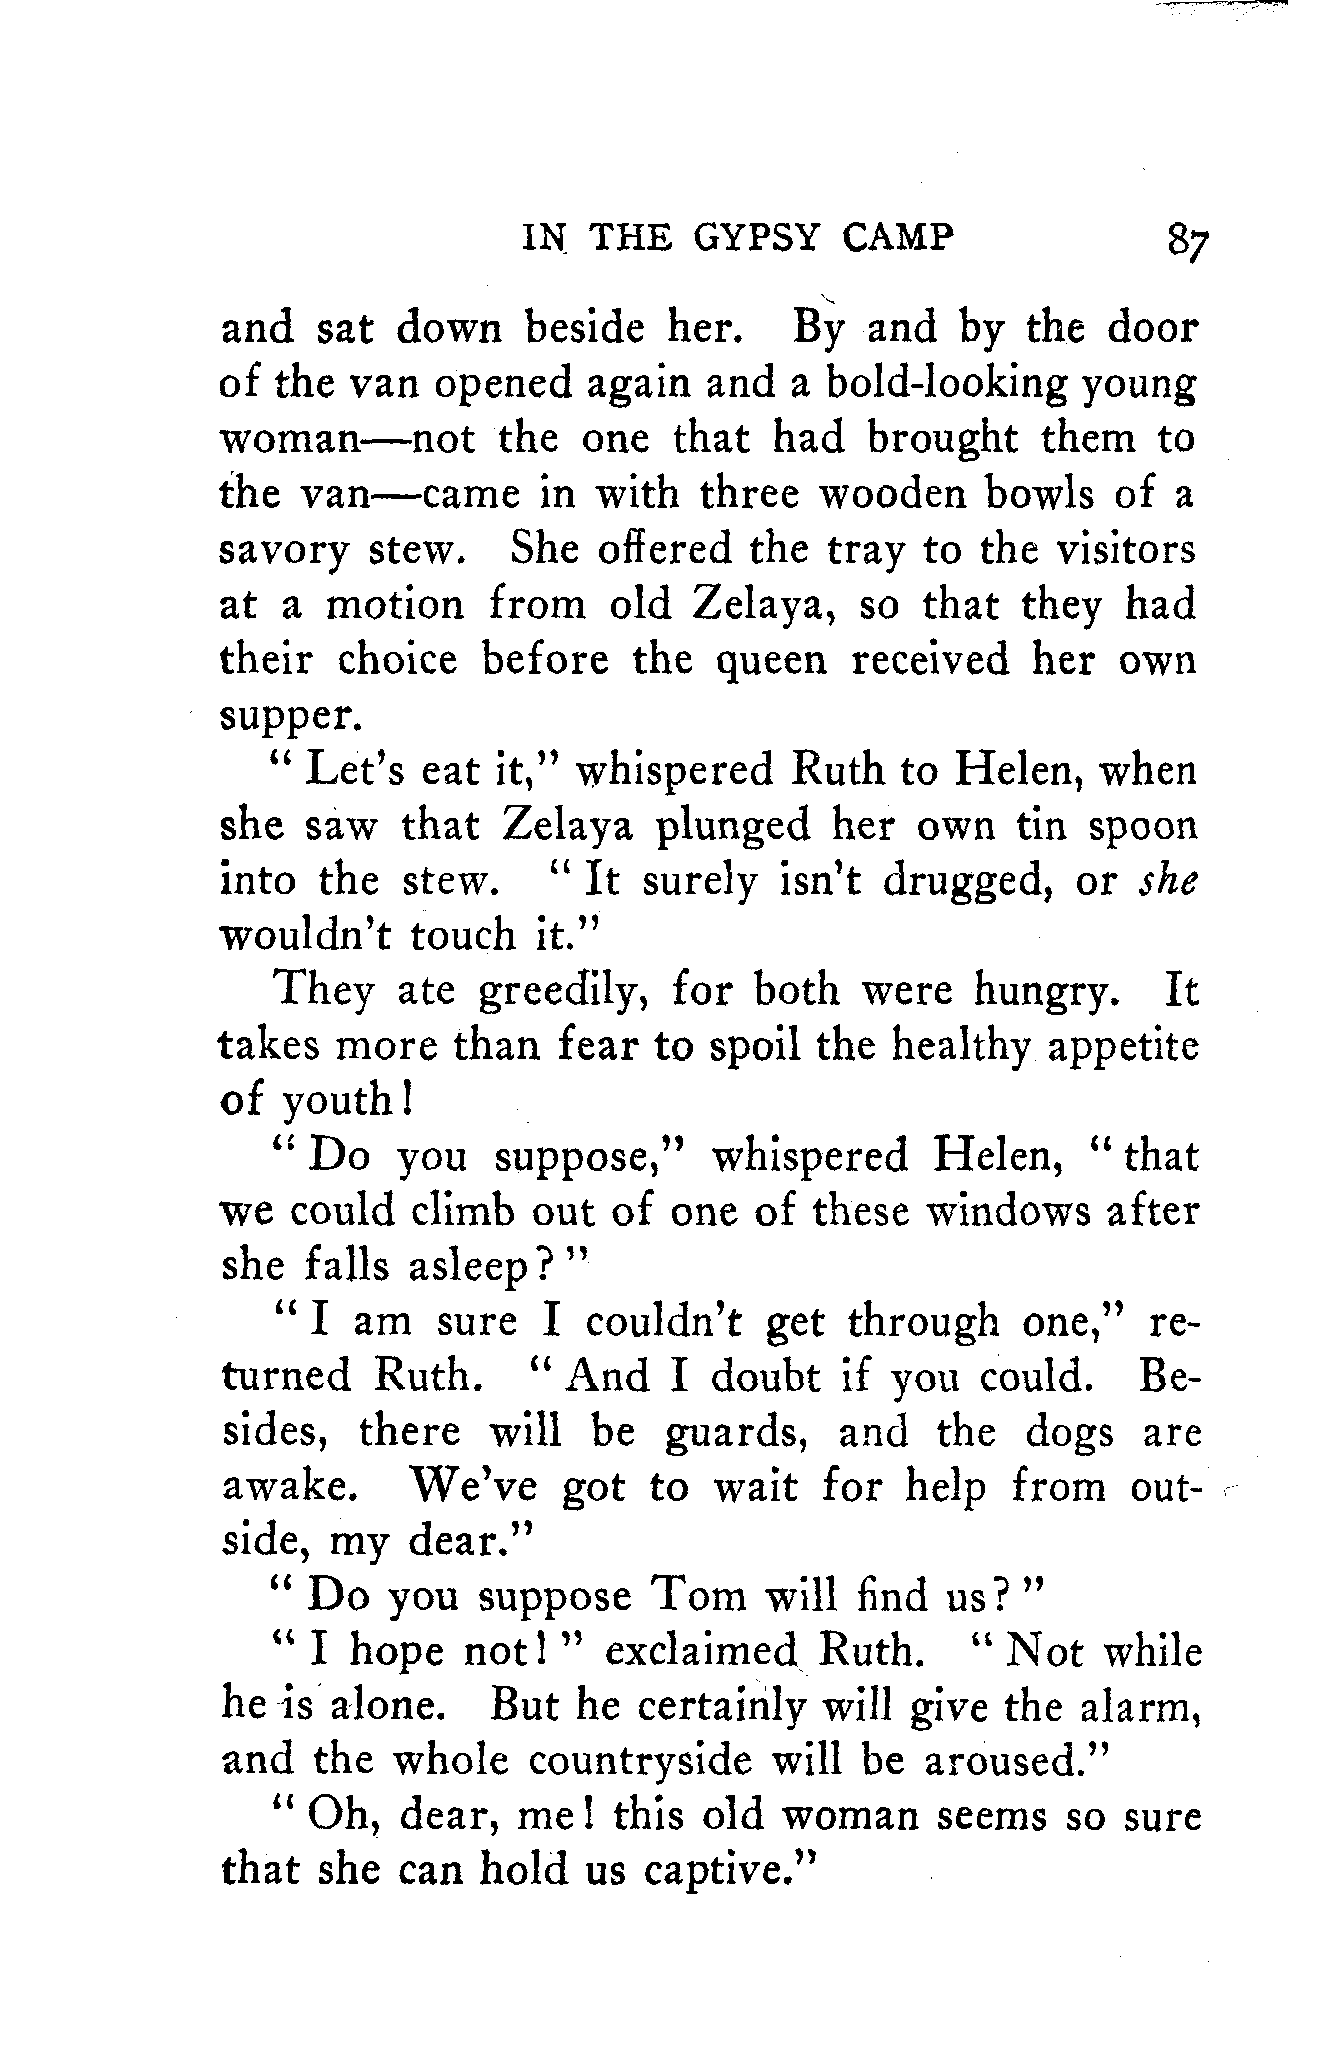 IN THE GYPSY CAMP 87
and sat down beside her. By and by the door
of the van opened again and a bold-looking young
woman—not the one that had brought them to
the van—came in with three wooden bowls of a
savory stew. She offered the tray to the visitors
at a motion from old Zelaya, so that they had
their choice before the queen received her own
supper.
" Let's eat it," whispered Ruth to Helen, when
she saw that Zelaya plunged her own tin spoon
into the stew. " It surely isn't drugged, or she
wouldn't touch it."
They ate greedily, for both were hungry. It
takes more than fear to spoil the healthy appetite
of youth!
" Do you suppose," whispered Helen, " that
we could climb out of one of these windows after
she falls asleep? "
" I am sure I couldn't get through one," re-
turned Ruth. " And I doubt if you could. Be-
sides, there will be guards, and the dogs are
awake. We've got to wait for help from out-
side, my dear."
" Do you suppose Tom will find us? "
" I hope not! " exclaimed Ruth. " Not while
he is alone. But he certainly will give the alarm,
and the whole countryside will be aroused."
" Oh, dear, me! this old woman seems so sure
that she can hold us captive."